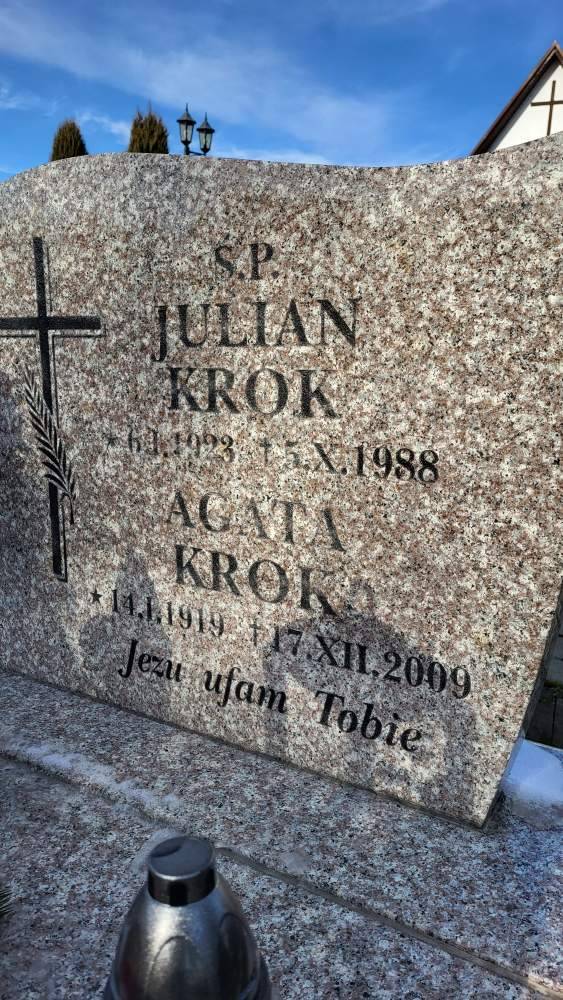 Ś.P.
JULIAN
KROK
* 6.I.1923 † 5.X.1988
AGATA
KROK
* 14.I.1919 † 17.XII.2009
Jezu ufam Tobie